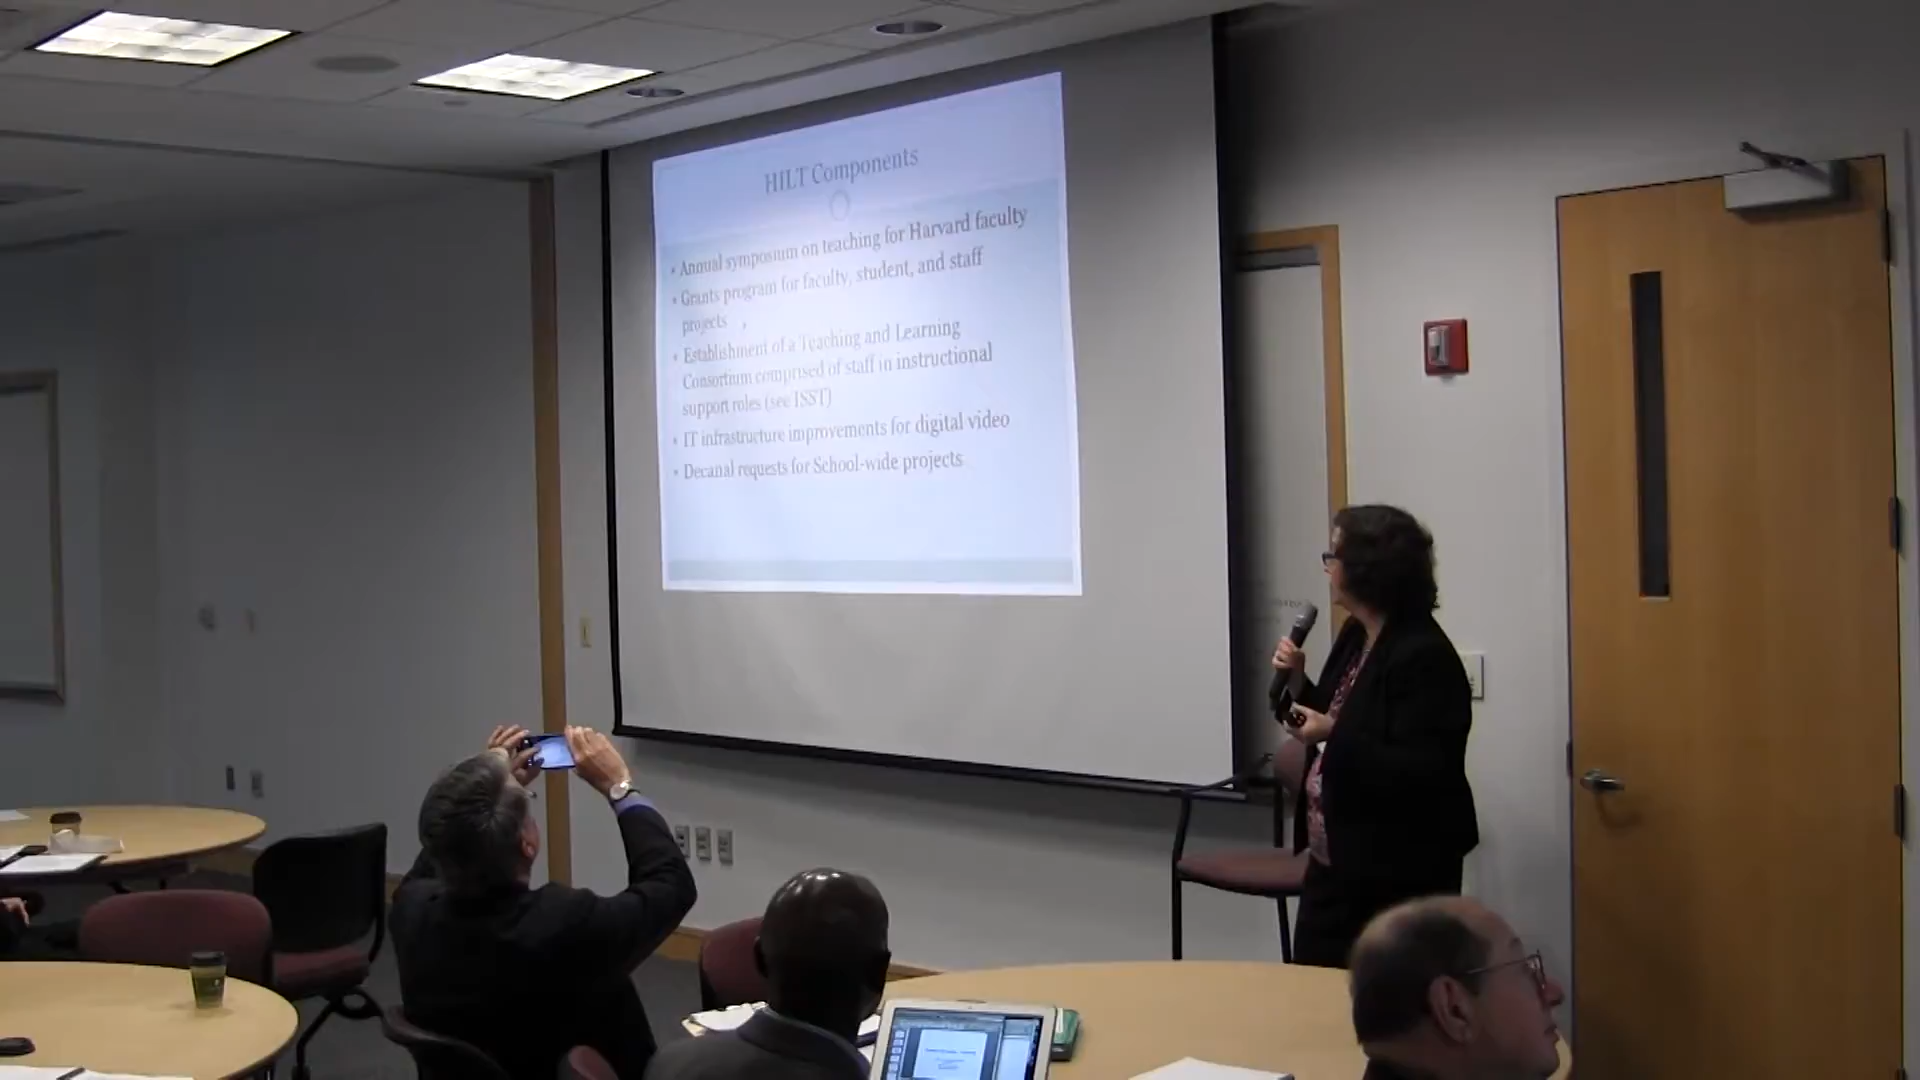 HILT Components
• Annual symposium on teaching for Harvard faculty
• Grants program for faculty, student, and staff
projects
• Establishment of a Teaching and Learning
Consortium comprised of staff in instructional
support roles (see ISST)
• IT infrastructure improvements for digital video
• Decanal requests for School-wide projects